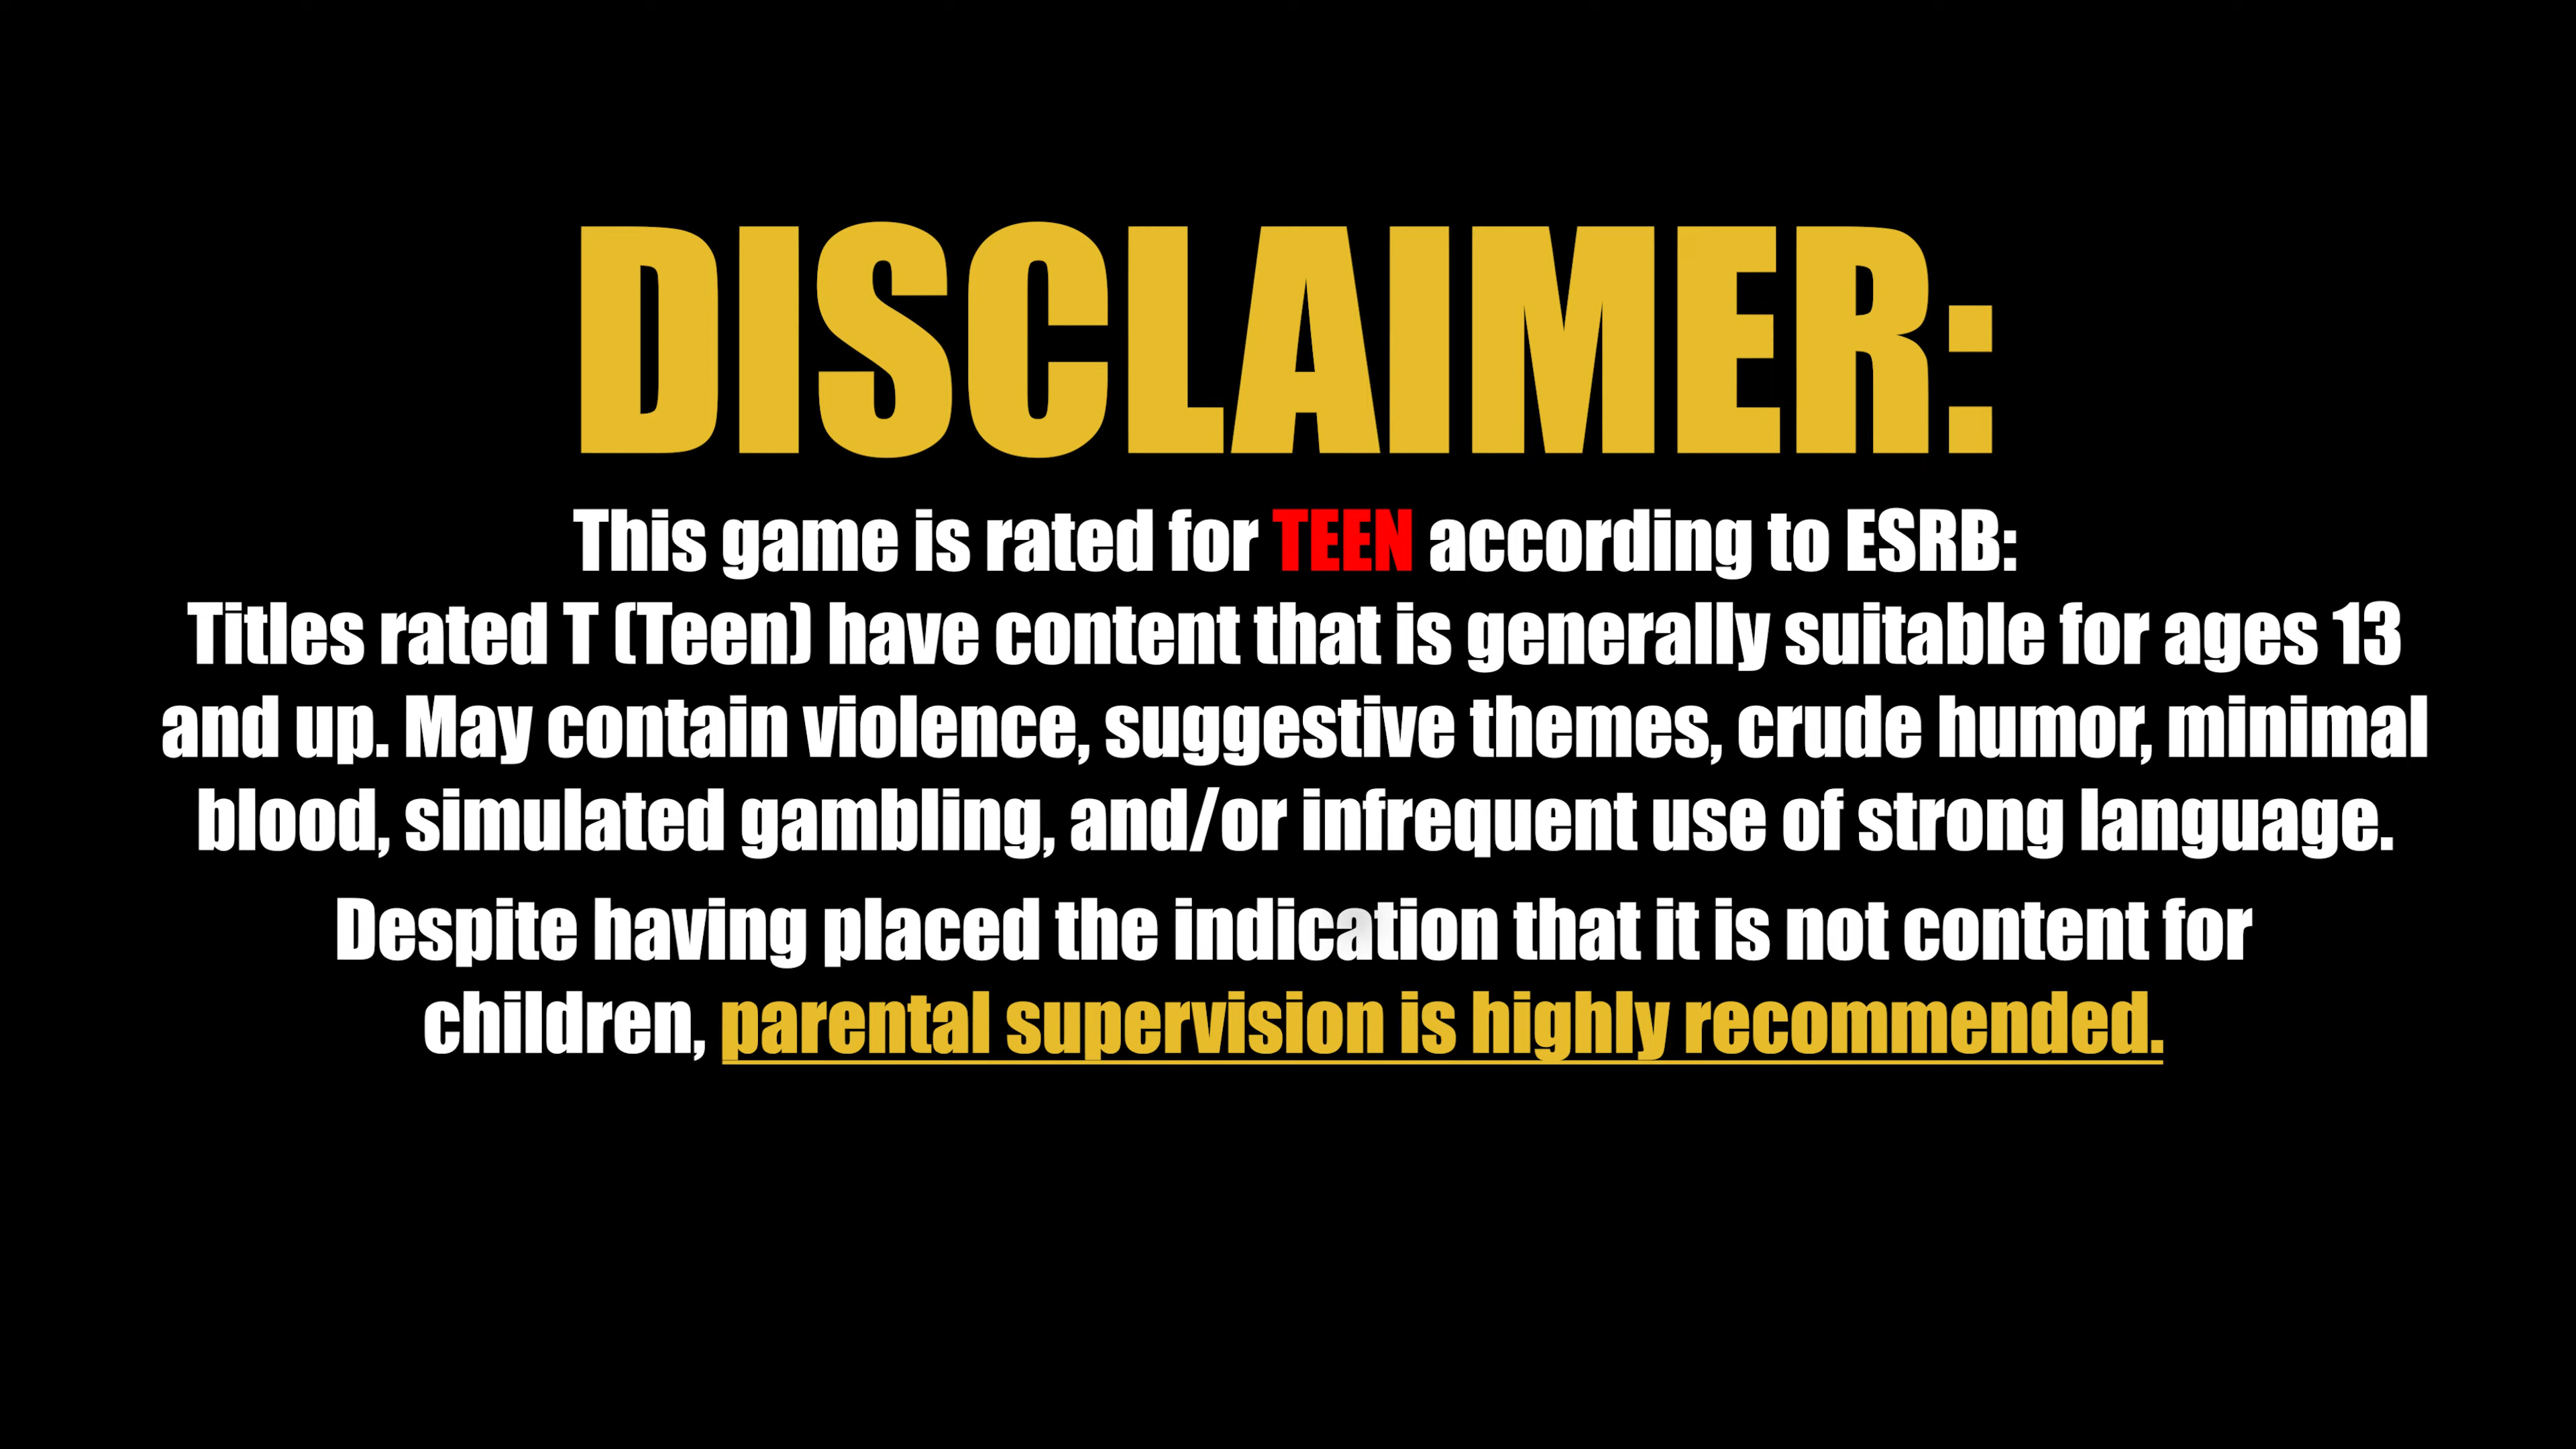 DISCLAIMER:
This game is rated for TEEN according to ESRB:
Titles rated T (Teen) have content that is generally suitable for ages 13
and up. May contain violence, suggestive themes, crude humor, minimal
blood, simulated gambling, and/or infrequent use of strong language.
Despite having placed the indication that it is not content for
children, parental supervision is highly recommended.